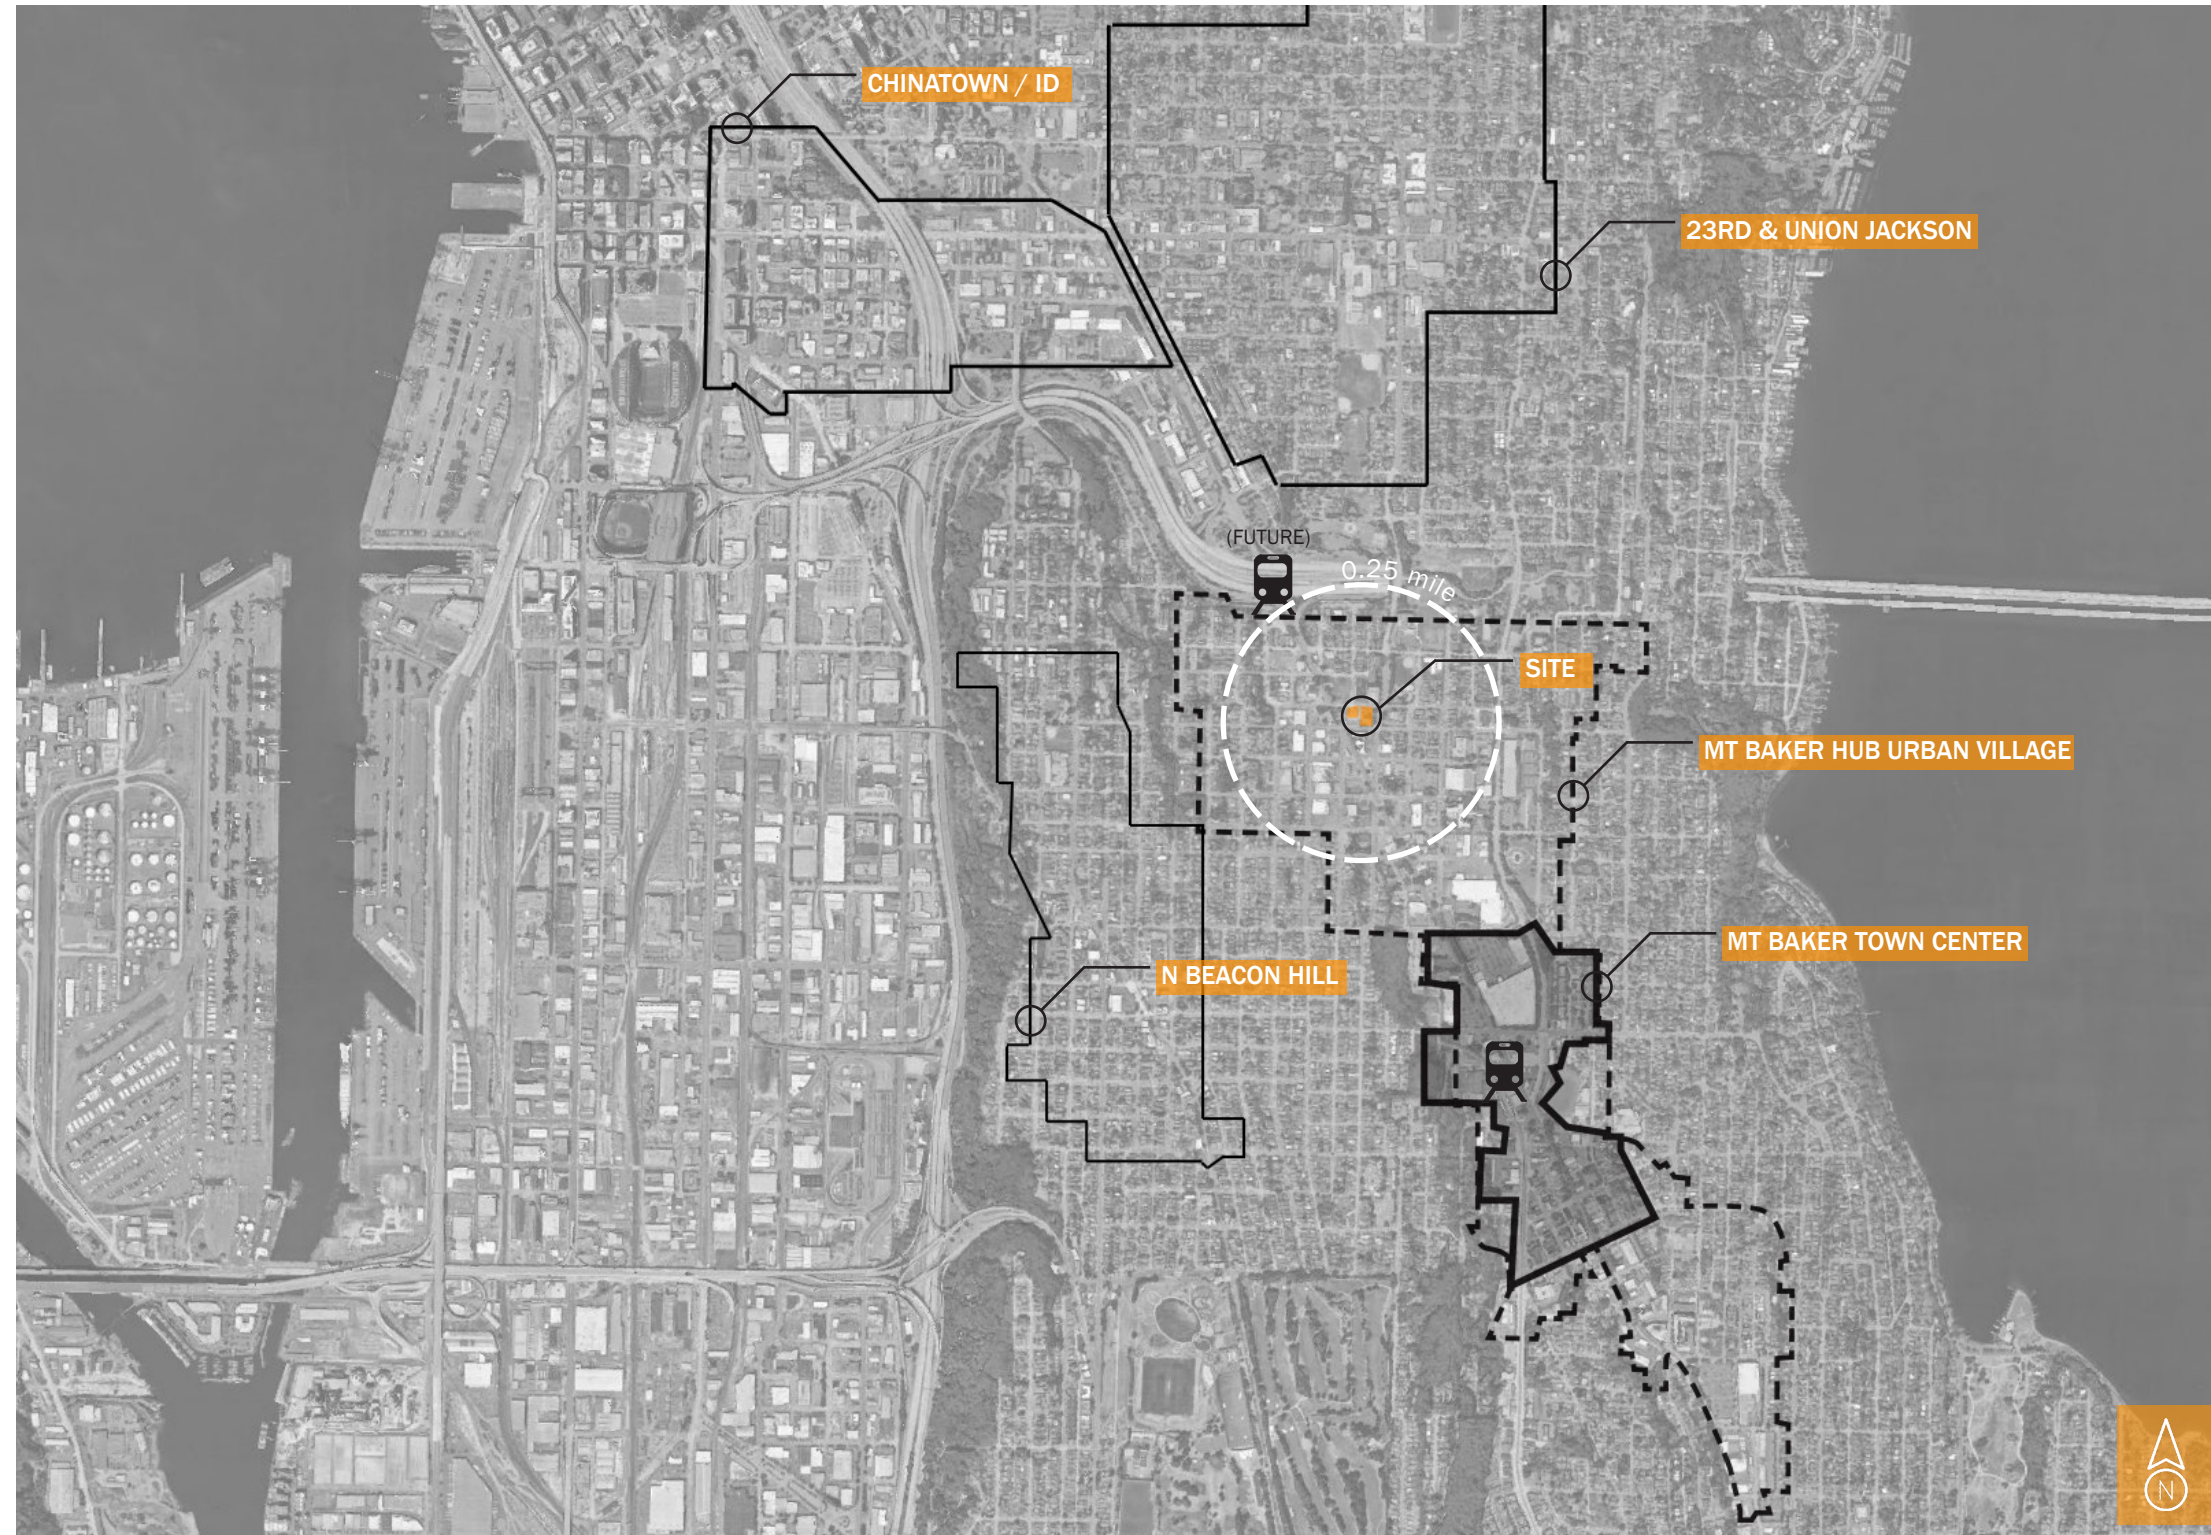 CHINATOWN / ID
23RD & UNION JACKSON
(FUTURE)
0.25 mile
SITE
MT BAKER HUB URBAN VILLAGE
MT BAKER TOWN CENTER
N BEACON HILL
N